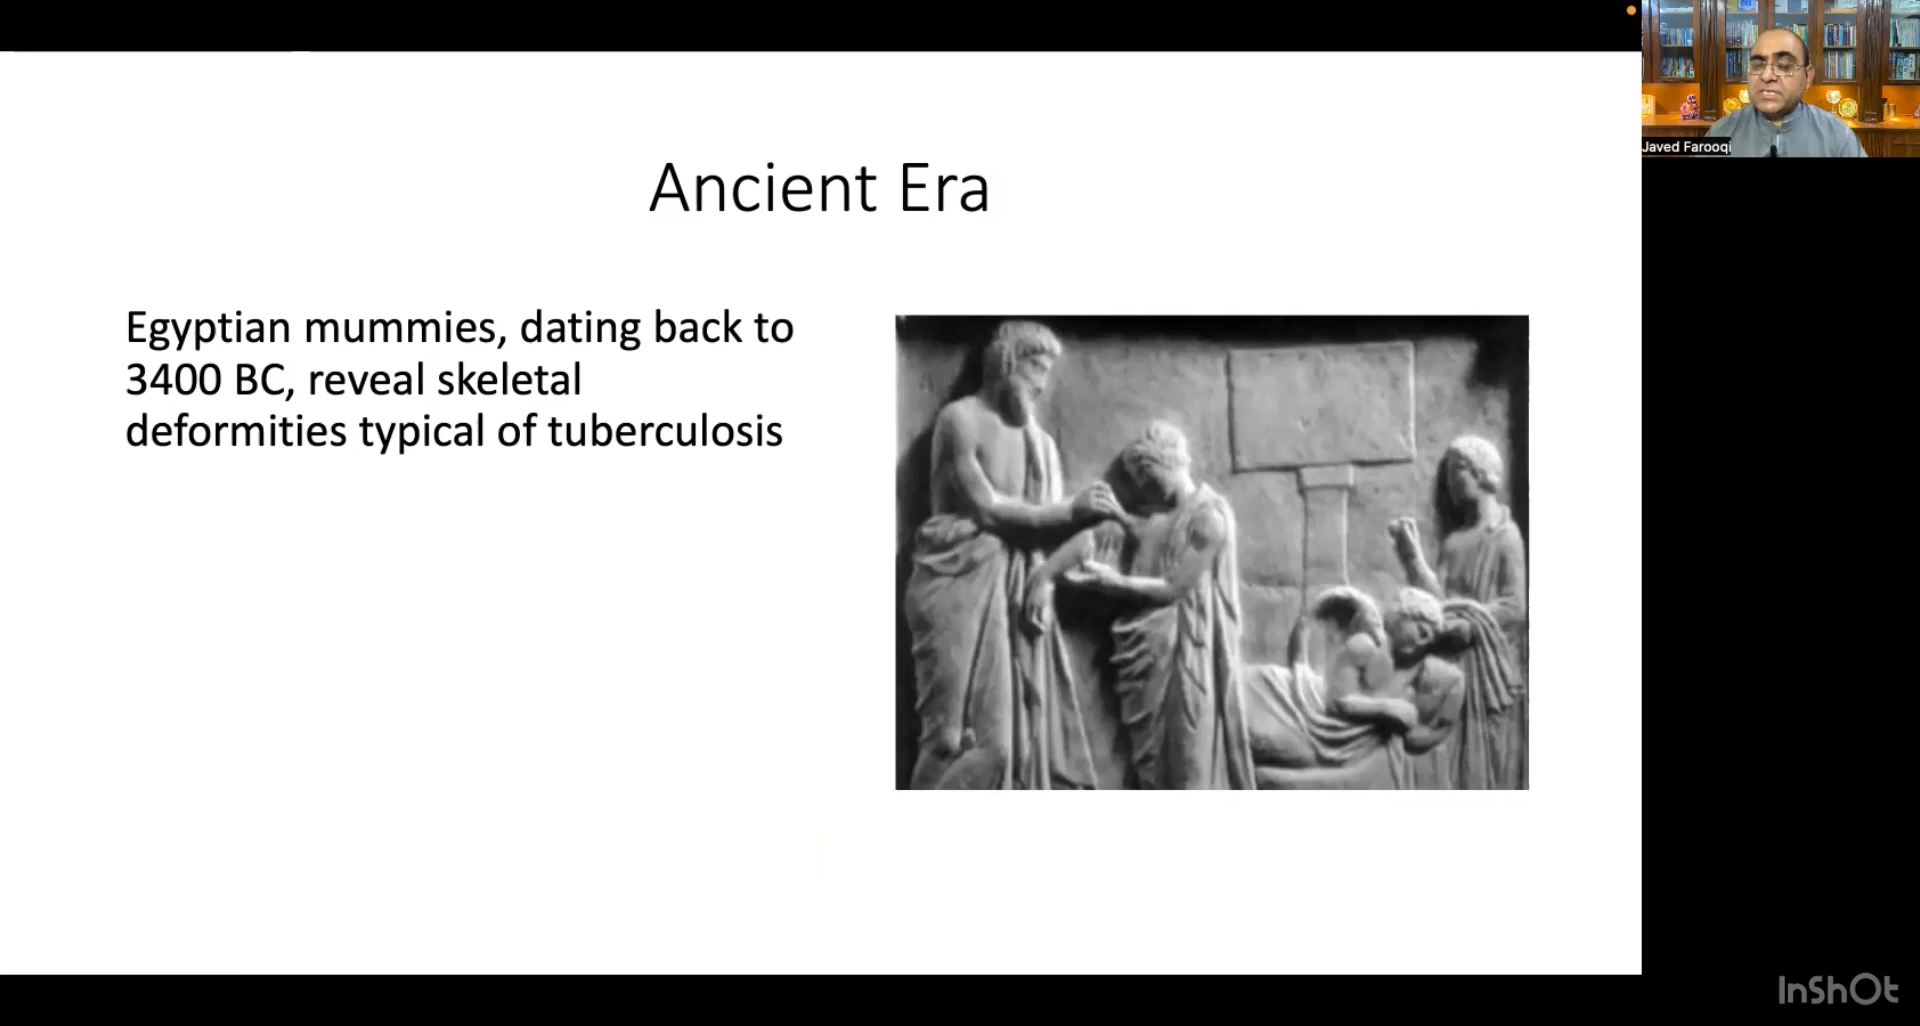 Ancient Era
Egyptian mummies, dating back to
3400 BC, reveal skeletal
deformities typical of tuberculosis
Javed Farooqi
InShOt